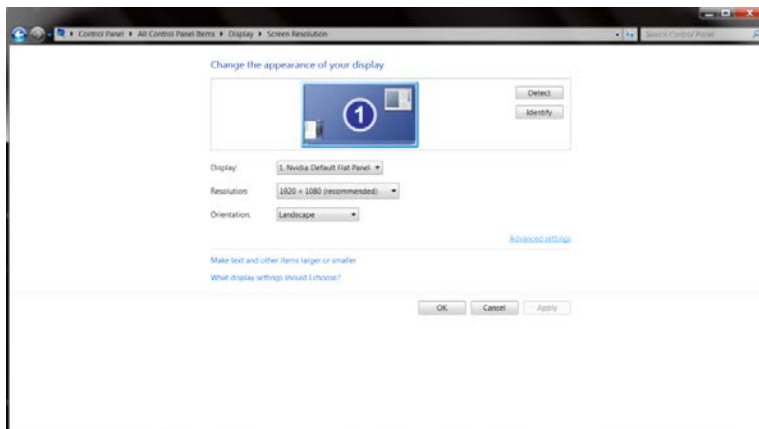 Control Panel ▸ All Control Panel Items ▸ Display ▸ Screen Resolution
Search Control Panel
Change the appearance of your display
1
Detect
Identify
Display:
1. Nvidia Default Flat Panel
Resolution:
1920 × 1080 (recommended)
Orientation:
Landscape
Advanced settings
Make text and other items larger or smaller
What display settings should I choose?
OK
Cancel
Apply